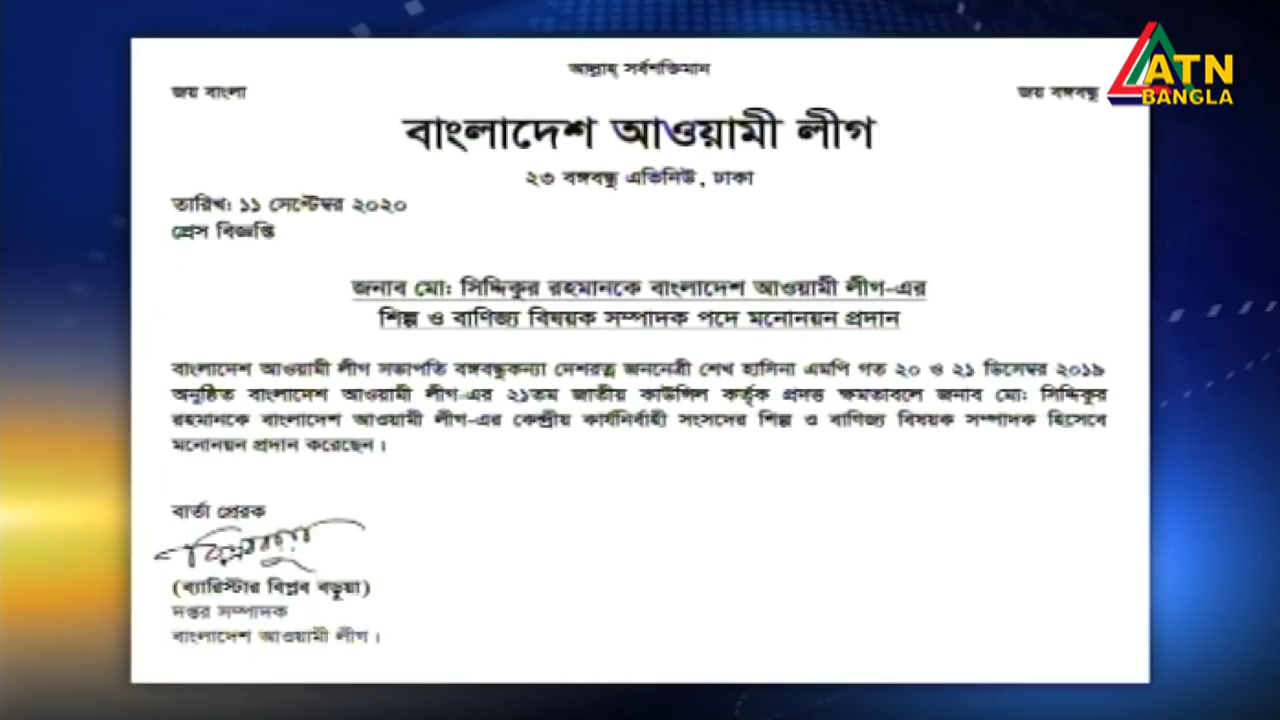 আল্লাহ্ সর্বশক্তিমান
জয় বাংলা
জয় বঙ্গবন্ধু
ATN
BANGLA
বাংলাদেশ আওয়ামী লীগ
২৩ বঙ্গবন্ধু এভিনিউ, ঢাকা
তারিখ: ১১ সেপ্টেম্বর ২০২০
প্রেস বিজ্ঞপ্তি
জনাব মো: সিদ্দিকুর রহমানকে বাংলাদেশ আওয়ামী লীগ-এর
শিল্প ও বাণিজ্য বিষয়ক সম্পাদক পদে মনোনয়ন প্রদান
বাংলাদেশ আওয়ামী লীগ সভাপতি বঙ্গবন্ধুকন্যা দেশরত্ন জননেত্রী শেখ হাসিনা এমপি গত ২০ ও ২১ ডিসেম্বর ২০১৯
অনুষ্ঠিত বাংলাদেশ আওয়ামী লীগ-এর ২১তম জাতীয় কাউন্সিল কর্তৃক প্রদত্ত ক্ষমতাবলে জনাব মো: সিদ্দিকুর
রহমানকে বাংলাদেশ আওয়ামী লীগ-এর কেন্দ্রীয় কার্যনির্বাহী সংসদের শিল্প ও বাণিজ্য বিষয়ক সম্পাদক হিসেবে
মনোনয়ন প্রদান করেছেন।
বার্তা প্রেরক
(ব্যারিস্টার বিপ্লব বড়ুয়া)
দপ্তর সম্পাদক
বাংলাদেশ আওয়ামী লীগ।